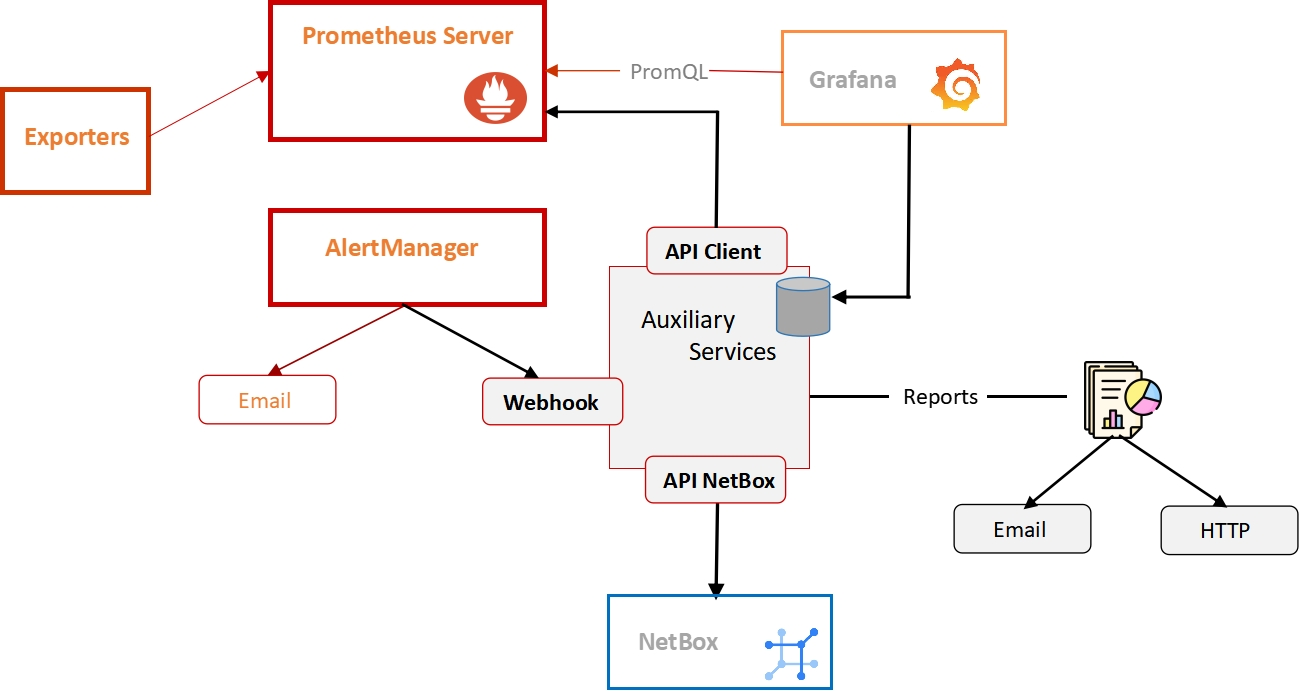 Prometheus Server
PromQL
Grafana
Exporters
AlertManager
API Client
Auxiliary
Services
Email
Webhook
Reports
API NetBox
Email
HTTP
NetBox